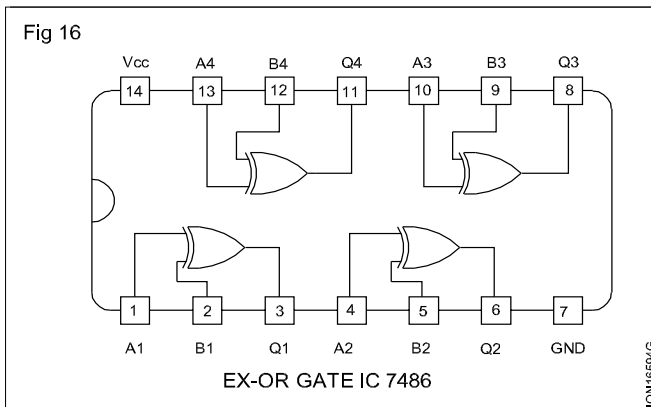 Fig 16
Vcc A4 B4 Q4 A3 B3 Q3
14 13 12 11 10 9 8
1 2 3 4 5 6 7
A1 B1 Q1 A2 B2 Q2 GND
EX-OR GATE IC 7486